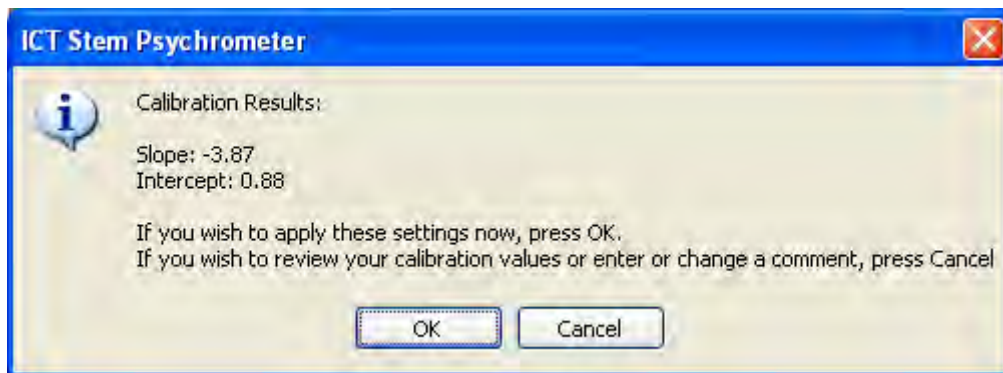 ICT Stem Psychrometer
Calibration Results:
Slope: -3.87
Intercept: 0.88
If you wish to apply these settings now, press OK.
If you wish to review your calibration values or enter or change a comment, press Cancel
OK Cancel